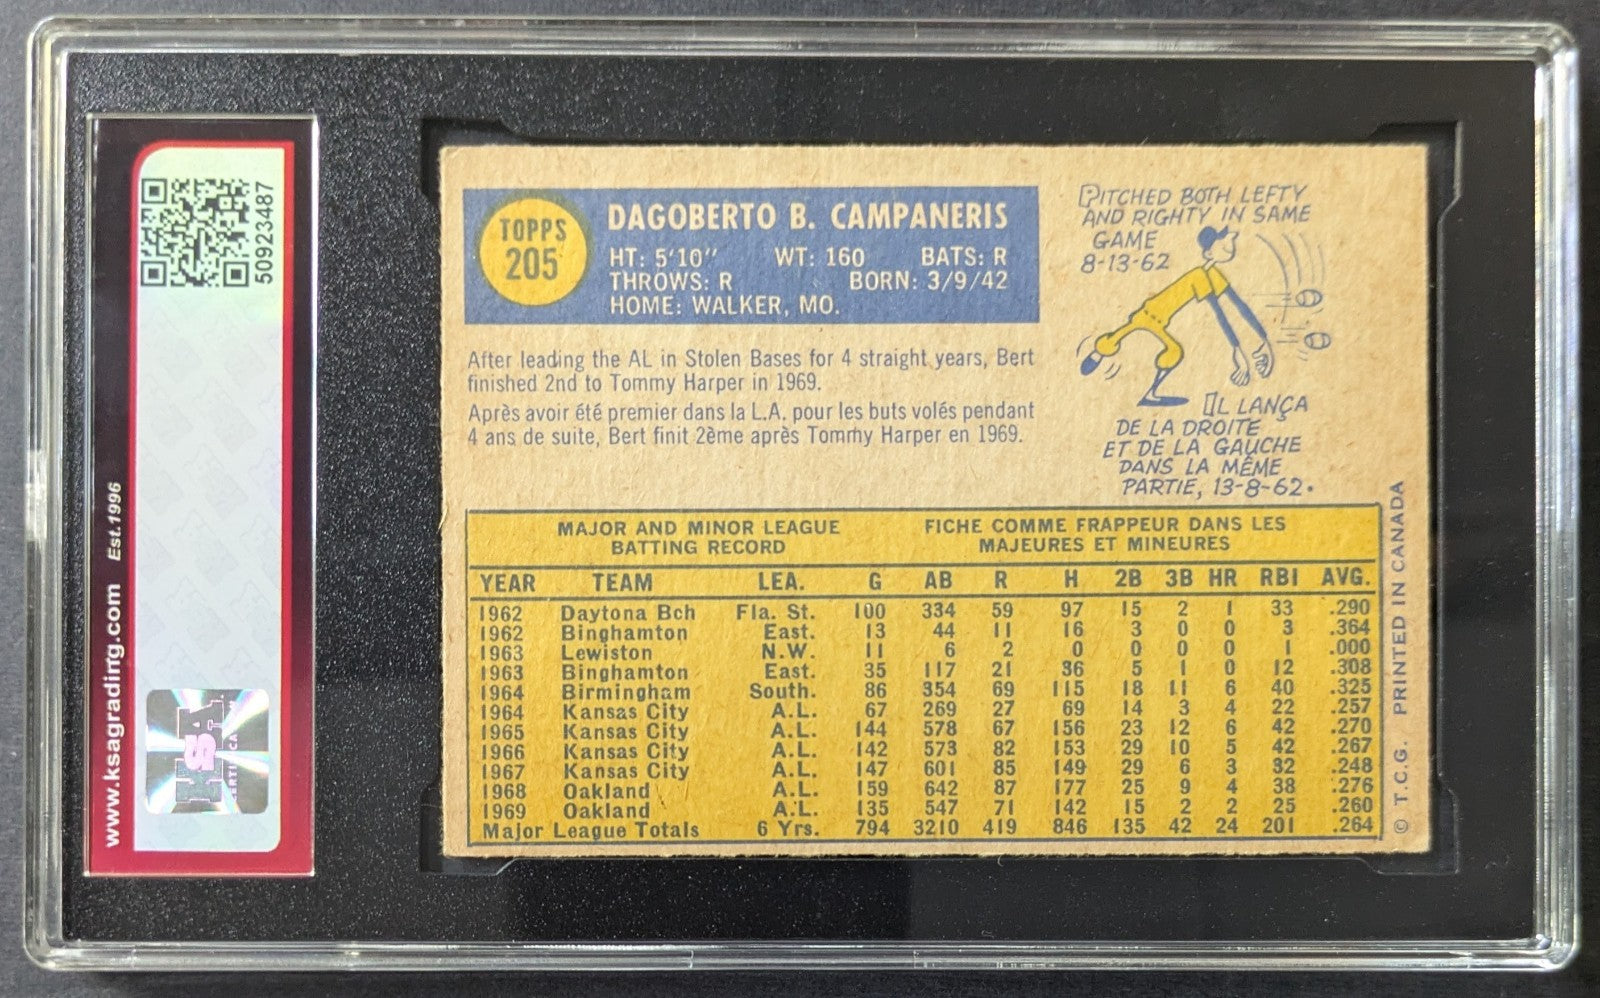 509234​87
www.ksagrading.com Est.1996
KSA
TOPPS
205
DAGOBERTO B. CAMPANERIS
HT: 5'10" WT: 160 BATS: R
THROWS: R BORN: 3/9/42
HOME: WALKER, MO.
After leading the AL in Stolen Bases for 4 straight years, Bert
finished 2nd to Tommy Harper in 1969.
Après avoir été premier dans la L.A. pour les buts volés pendant
4 ans de suite, Bert finit 2ème après Tommy Harper en 1969.
PITCHED BOTH LEFTY
AND RIGHTY IN SAME
GAME
8-13-62
IL LANÇA
DE LA DROITE
ET DE LA GAUCHE
DANS LA MÊME
PARTIE, 13-8-62.
MAJOR AND MINOR LEAGUE
BATTING RECORD
FICHE COMME FRAPPEUR DANS LES
MAJEURES ET MINEURES
YEAR TEAM LEA. G AB R H 2B 3B HR RBI AVG.
1962 Daytona Bch Fla. St. 100 334 59 97 15 2 1 33 .290
1962 Binghamton East. 13 44 11 16 3 0 0 3 .364
1963 Lewiston N.W. 11 6 2 0 0 0 0 1 .000
1963 Binghamton East. 35 117 21 36 5 1 0 12 .308
1964 Birmingham South. 86 354 69 115 18 11 6 40 .325
1964 Kansas City A.L. 67 269 27 69 14 3 4 22 .257
1965 Kansas City A.L. 144 578 67 156 23 12 6 42 .270
1966 Kansas City A.L. 142 573 82 153 29 10 5 42 .267
1967 Kansas City A.L. 147 601 85 149 29 6 3 32 .248
1968 Oakland A.L. 159 642 87 177 25 9 4 38 .276
1969 Oakland A.L. 135 547 71 142 15 2 2 25 .260
Major League Totals 6 Yrs. 794 3210 419 846 135 42 24 201 .264
© T.C.G. PRINTED IN CANADA